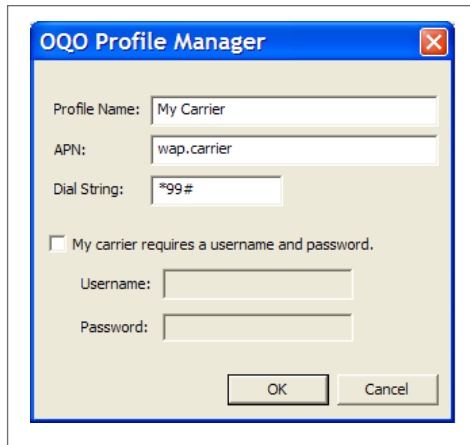 OQO Profile Manager
Profile Name: My Carrier
APN: wap.carrier
Dial String: *99#
My carrier requires a username and password.
Username:
Password:
OK Cancel